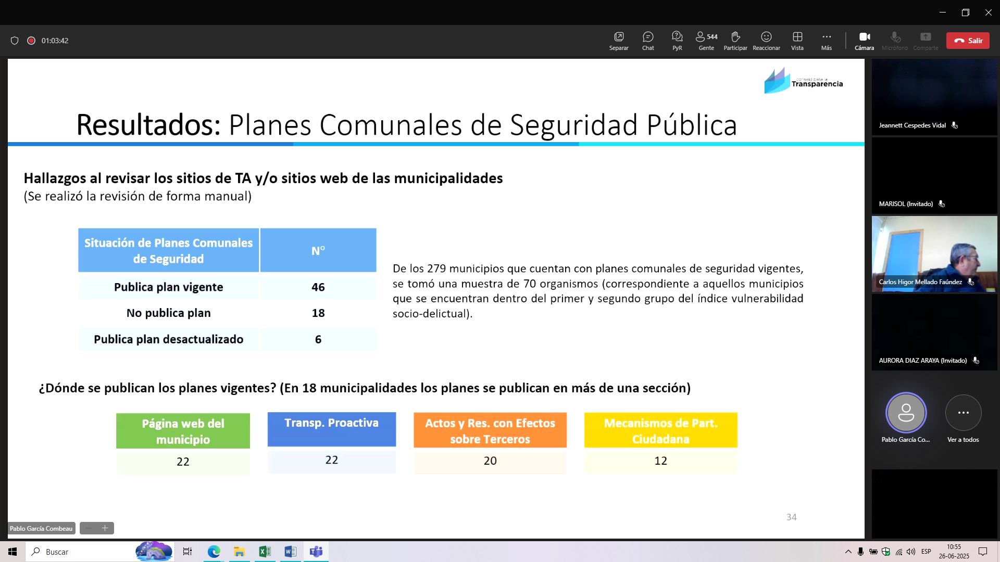 01:03:42
Separar
Chat
PyR
544
Gente
Participar
Reaccionar
Vista
Más
Cámara
Micrófono
Comparte
Salir
consejo para la
Transparencia
Resultados: Planes Comunales de Seguridad Pública
Hallazgos al revisar los sitios de TA y/o sitios web de las municipalidades
(Se realizó la revisión de forma manual)
Situación de Planes Comunales
de Seguridad
N°
Publica plan vigente
46
No publica plan
18
Publica plan desactualizado
6
De los 279 municipios que cuentan con planes comunales de seguridad vigentes,
se tomó una muestra de 70 organismos (correspondiente a aquellos municipios
que se encuentran dentro del primer y segundo grupo del índice vulnerabilidad
socio-delictual).
¿Dónde se publican los planes vigentes? (En 18 municipalidades los planes se publican en más de una sección)
Página web del
municipio
22
Transp. Proactiva
22
Actos y Res. con Efectos
sobre Terceros
20
Mecanismos de Part.
Ciudadana
12
34
Pablo García Combeau
Jeannett Cespedes Vidal
MARISOL (Invitado)
Carlos Higor Mellado Faúndez
AURORA DIAZ ARAYA (Invitado)
Pablo García Co...
Ver a todos
Buscar
ESP
10:55
26-06-2025